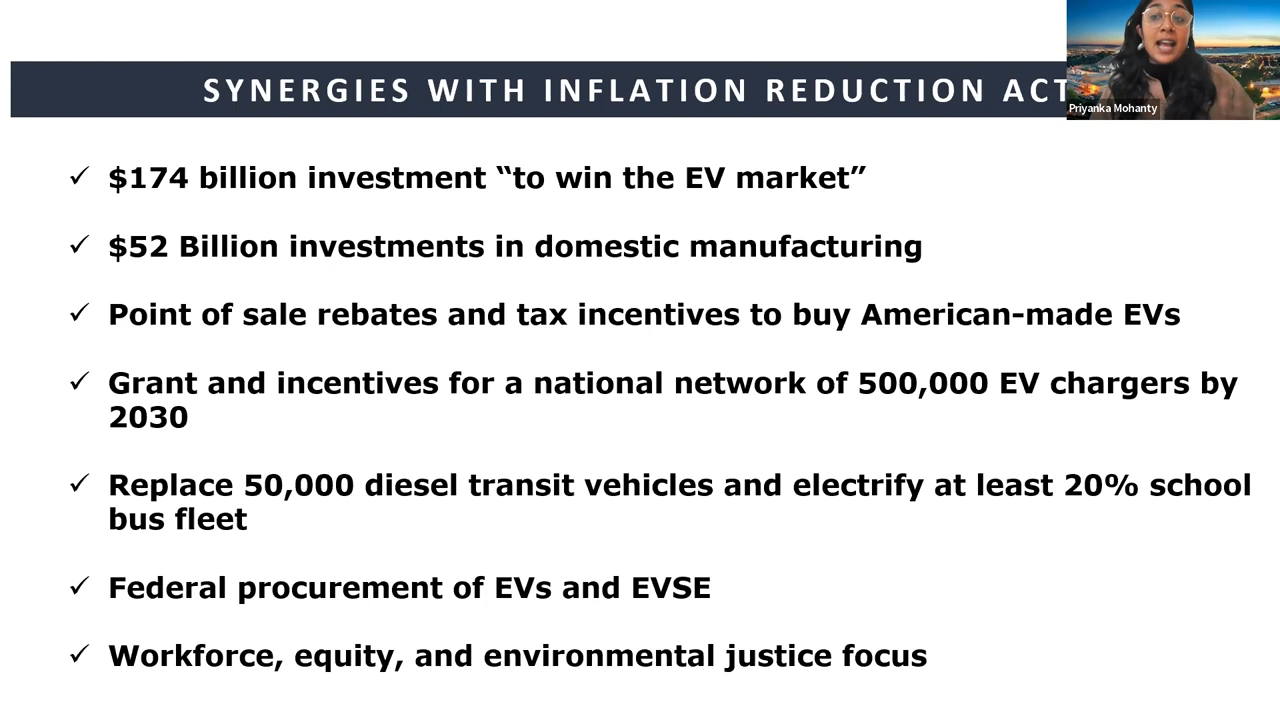 SYNERGIES WITH INFLATION REDUCTION ACT
Priyanka Mohanty
✓ $174 billion investment “to win the EV market”
✓ $52 Billion investments in domestic manufacturing
✓ Point of sale rebates and tax incentives to buy American-made EVs
✓ Grant and incentives for a national network of 500,000 EV chargers by
2030
✓ Replace 50,000 diesel transit vehicles and electrify at least 20% school
bus fleet
✓ Federal procurement of EVs and EVSE
✓ Workforce, equity, and environmental justice focus